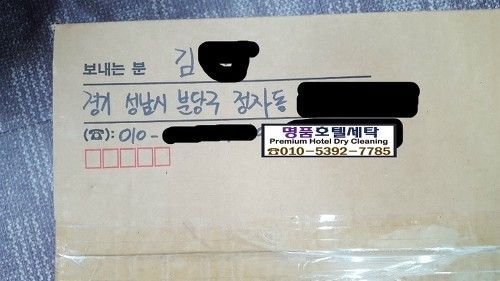 보내는 분 김
경기 성남시 분당구 정자동
(☎): 010-
명품호텔세탁
Premium Hotel Dry Cleaning
☎010-5392-7785